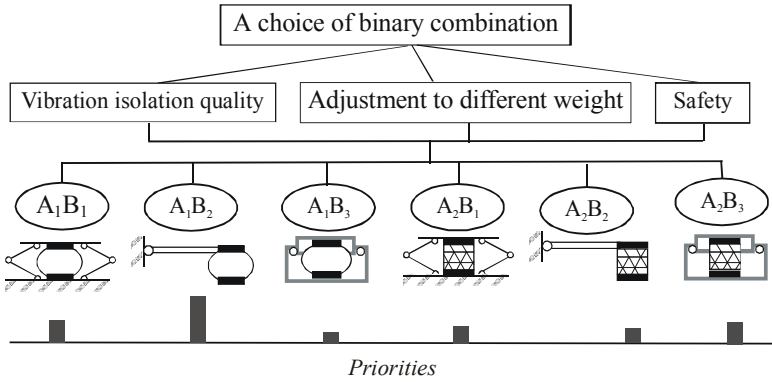 A choice of binary combination
Vibration isolation quality
Adjustment to different weight
Safety
A₁B₁
A₁B₂
A₁B₃
A₂B₁
A₂B₂
A₂B₃
Priorities